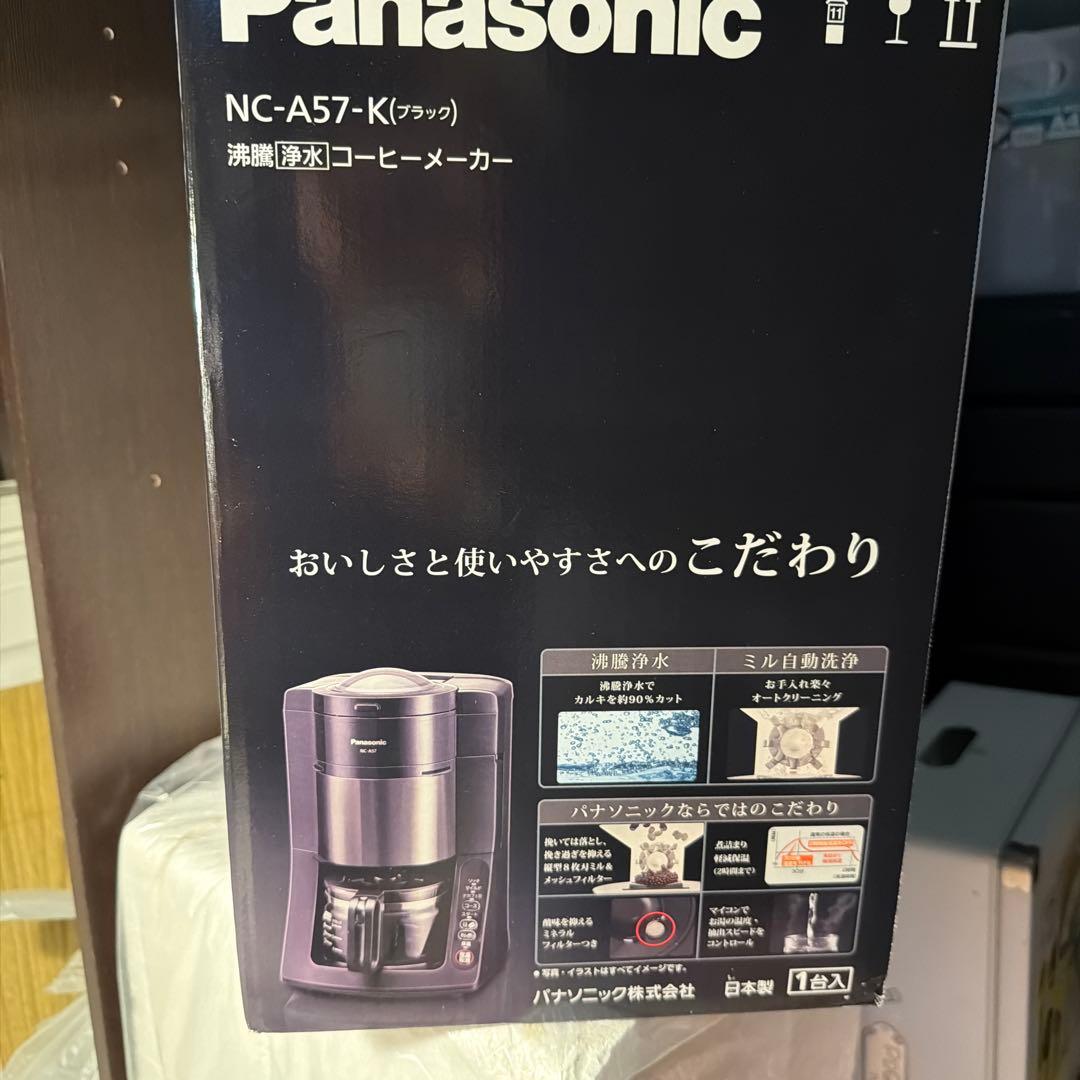 Panasonic
11
NC-A57-K(ブラック)
沸騰浄水コーヒーメーカー
おいしさと使いやすさへのこだわり
沸騰浄水
沸騰浄水で
カルキを約90%カット
ミル自動洗浄
お手入れ楽々
オートクリーニング
Panasonic
NC-A57
パナソニックならではのこだわり
挽いては落とし、
挽き過ぎを抑える
縦型8枚刃ミル&
メッシュフィルター
煮詰まり
軽減保温
(2時間まで)
酸味を抑える
ミネラル
フィルターつき
マイコンで
お湯の温度・
抽出スピードを
コントロール
●写真・イラストはすべてイメージです。
パナソニック株式会社
日本製
1台入